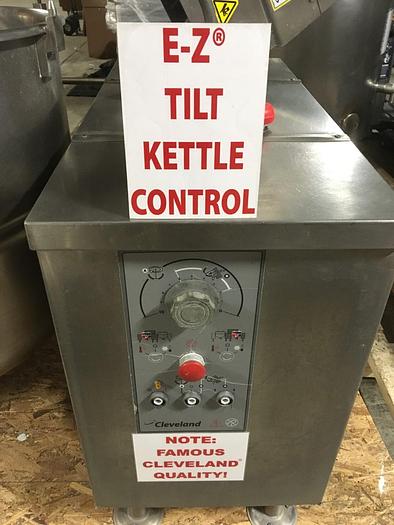 E-Z®
TILT
KETTLE
CONTROL
Cleveland
NOTE:
FAMOUS
CLEVELAND®
QUALITY!